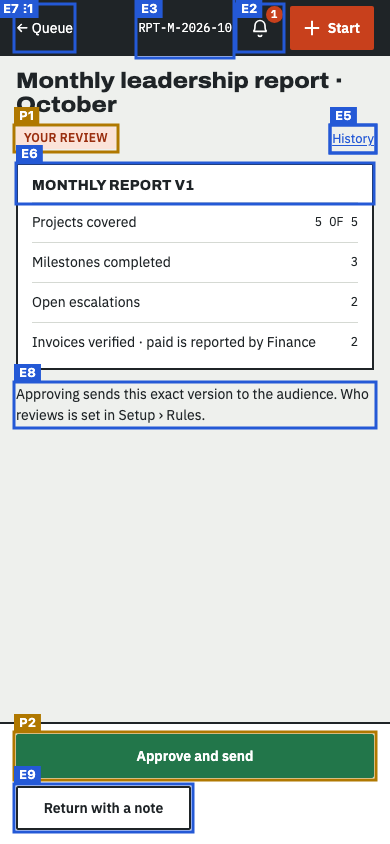 E7
E1
E3
E2
← Queue
RPT-M-2026-10
1
+ Start
Monthly leadership report ·
October
P1
YOUR REVIEW
E5
History
E6
MONTHLY REPORT V1
Projects covered 5 OF 5
Milestones completed 3
Open escalations 2
Invoices verified · paid is reported by Finance 2
E8
Approving sends this exact version to the audience. Who
reviews is set in Setup › Rules.
P2
Approve and send
E9
Return with a note